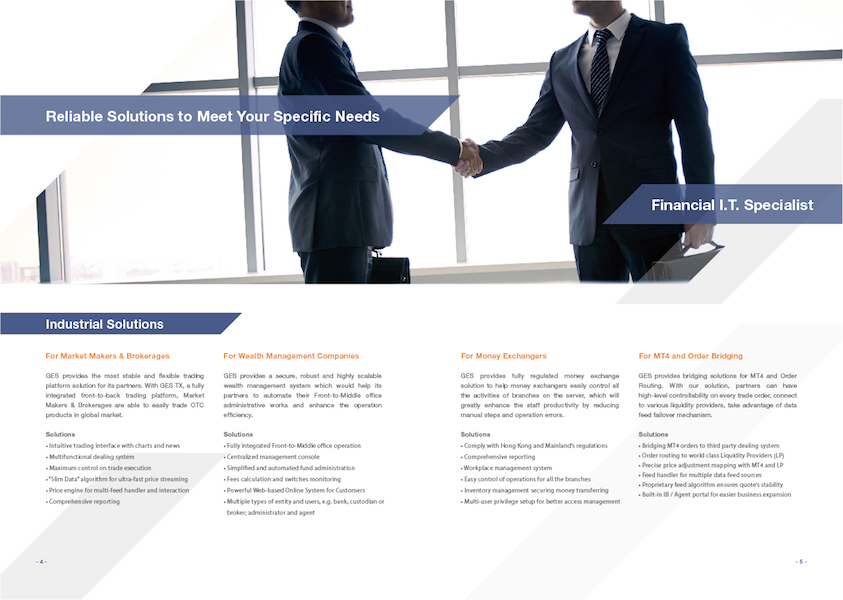 Reliable Solutions to Meet Your Specific Needs
Financial I.T. Specialist
Industrial Solutions
For Market Makers & Brokerages
GES provides the most stable and flexible trading
platform solution for its partners. With GES TX, a fully
integrated front-to-back trading platform, Market
Makers & Brokerages are able to easily trade OTC
products in global market.
Solutions
• Intuitive trading interface with charts and news
• Multifunctional dealing system
• Maximum control on trade execution
• "Slim Data" algorithm for ultra-fast price streaming
• Price engine for multi-feed handler and interaction
• Comprehensive reporting
For Wealth Management Companies
GES provides a secure, robust and highly scalable
wealth management system which would help its
partners to automate their Front-to-Middle office
administrative works and enhance the operation
efficiency.
Solutions
• Fully integrated Front-to-Middle office operation
• Centralized management console
• Simplified and automated fund administration
• Fees calculation and switches monitoring
• Powerful Web-based Online System for Customers
• Multiple types of entity and users, e.g. bank, custodian or
broker; administrator and agent
For Money Exchangers
GES provides fully regulated money exchange
solution to help money exchangers easily control all
the activities of branches on the server, which will
greatly enhance the staff productivity by reducing
manual steps and operation errors.
Solutions
• Comply with Hong Kong and Mainland's regulations
• Comprehensive reporting
• Workplace management system
• Easy control of operations for all the branches
• Inventory management securing money transferring
• Multi-user privilege setup for better access management
For MT4 and Order Bridging
GES provides bridging solutions for MT4 and Order
Routing. With our solution, partners can have
high-level controllability on every trade order, connect
to various liquidity providers, take advantage of data
feed failover mechanism.
Solutions
• Bridging MT4 orders to third party dealing system
• Order routing to world class Liquidity Providers (LP)
• Precise price adjustment mapping with MT4 and LP
• Feed handler for multiple data feed sources
• Proprietary feed algorithm ensures quote's stability
• Built-in IB / Agent portal for easier business expansion
- 4 -
- 5 -